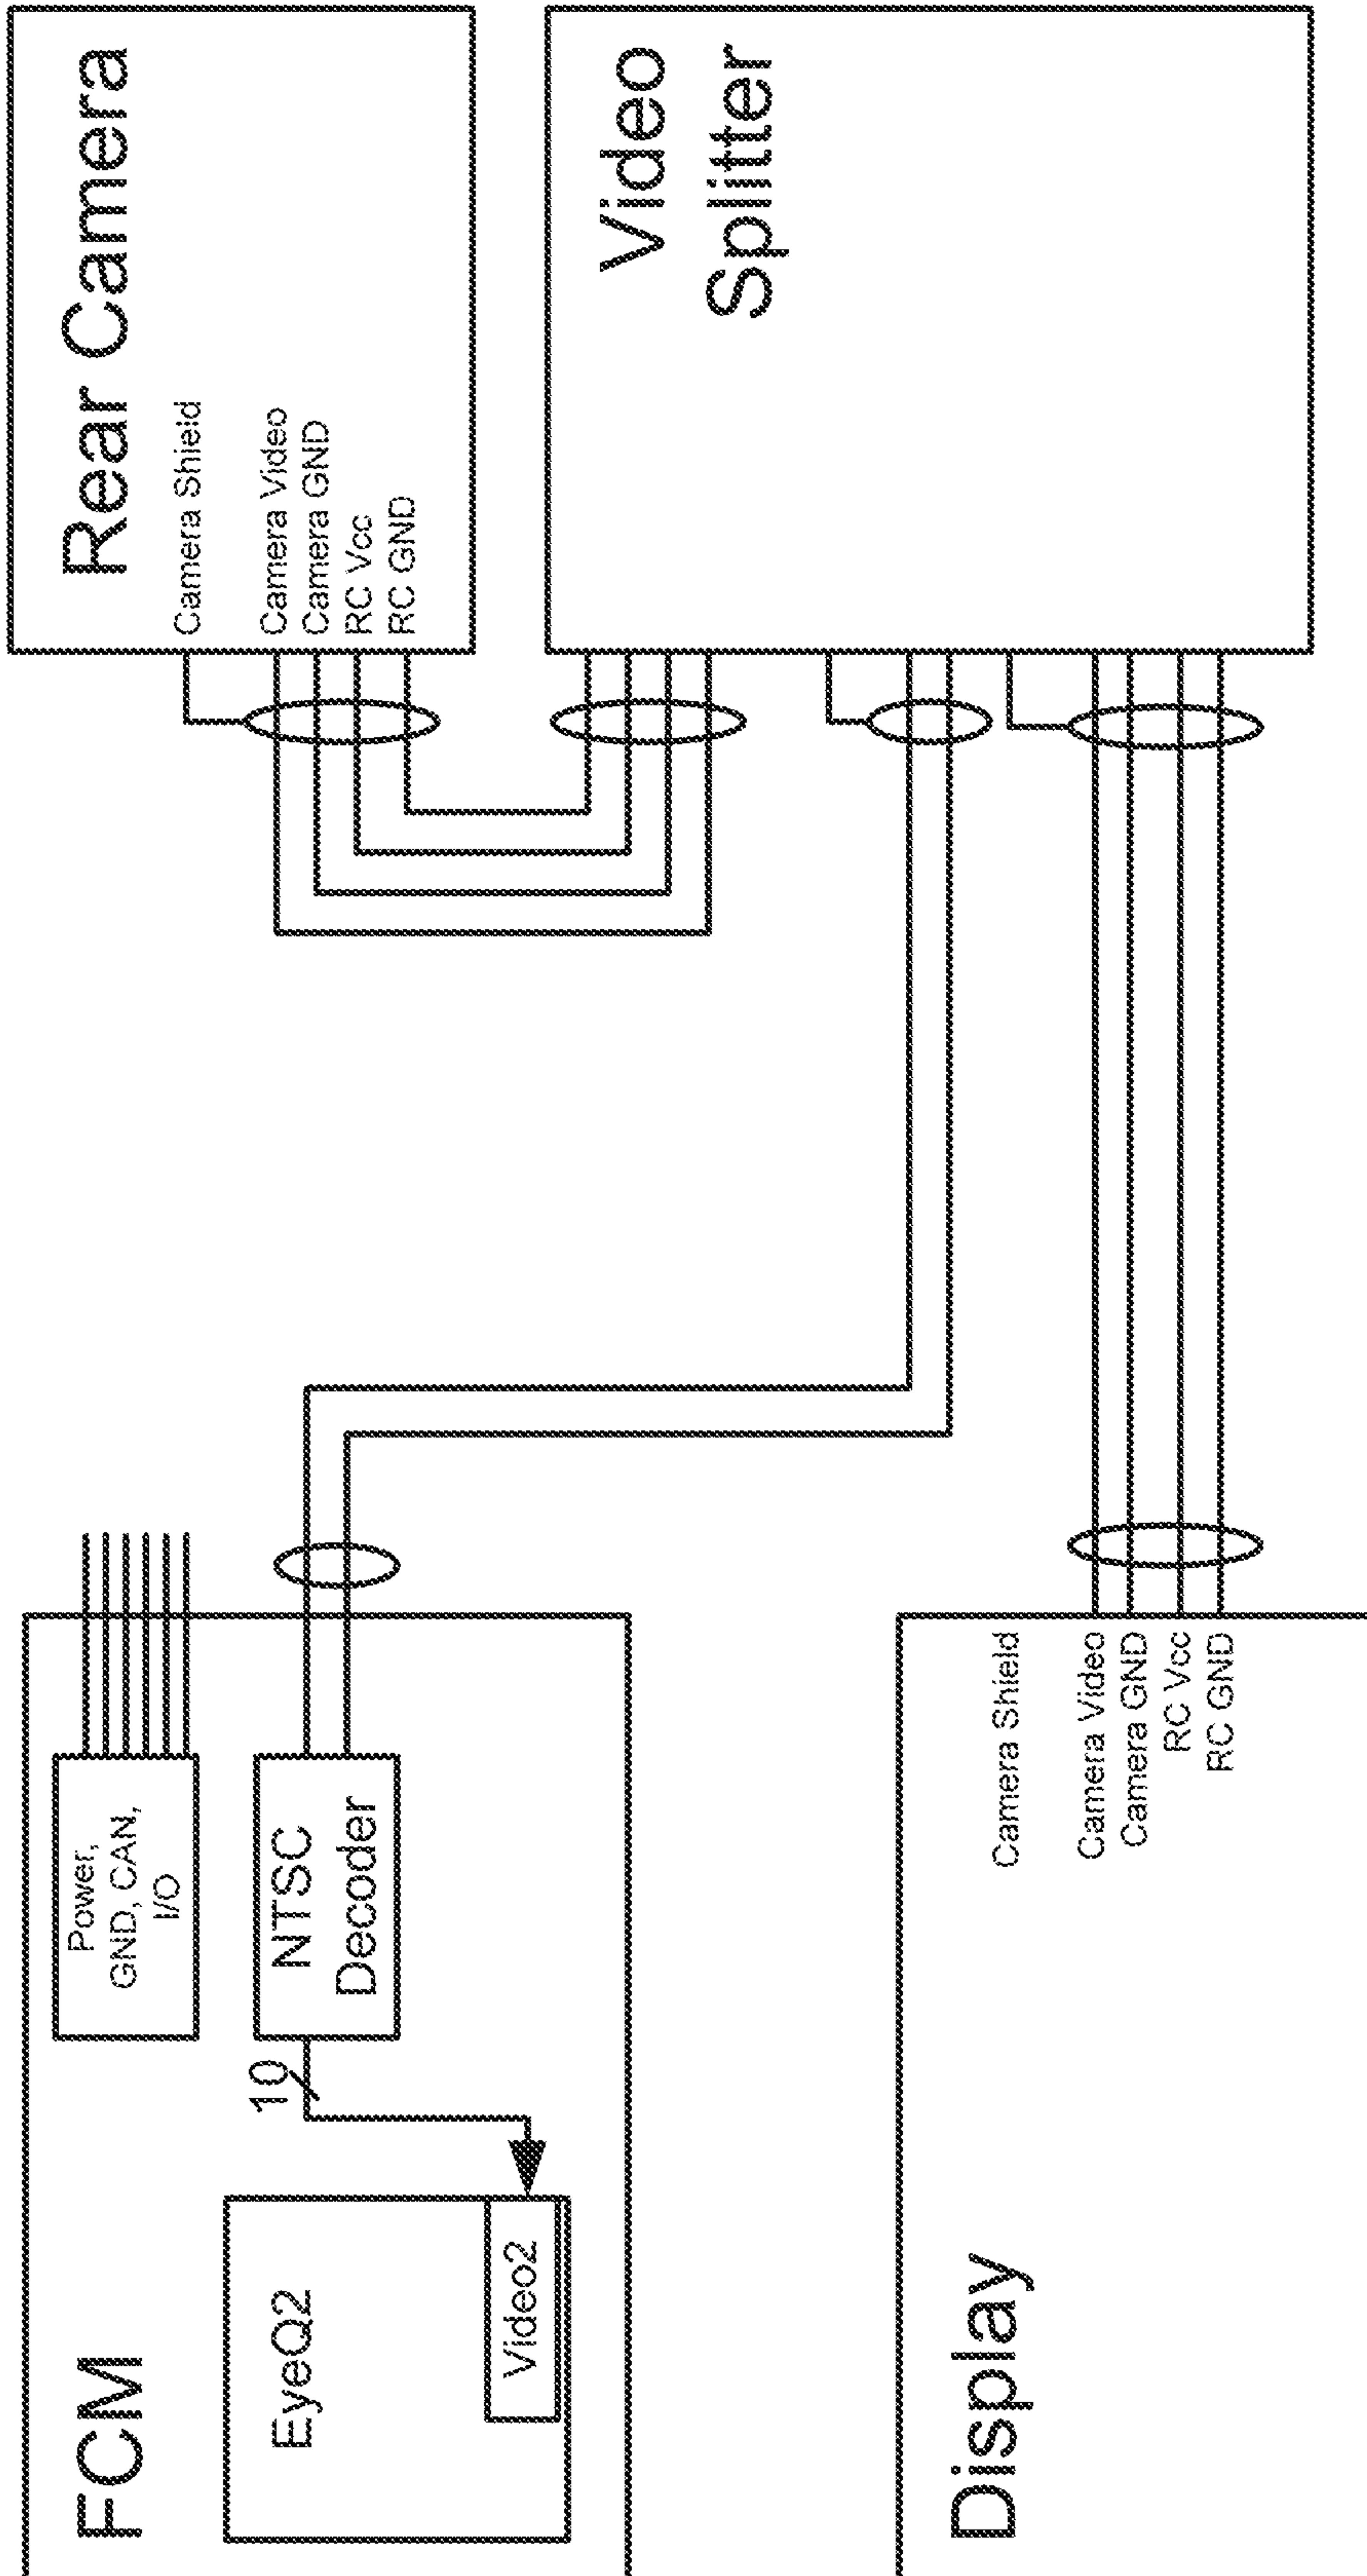 FCM
EyeQ2
Video2
10
Power,
GND, CAN,
I/O
NTSC
Decoder
Rear Camera
Camera Shield
Camera Video
Camera GND
RC Vcc
RC GND
Display
Camera Shield
Camera Video
Camera GND
RC Vcc
RC GND
Video
Splitter